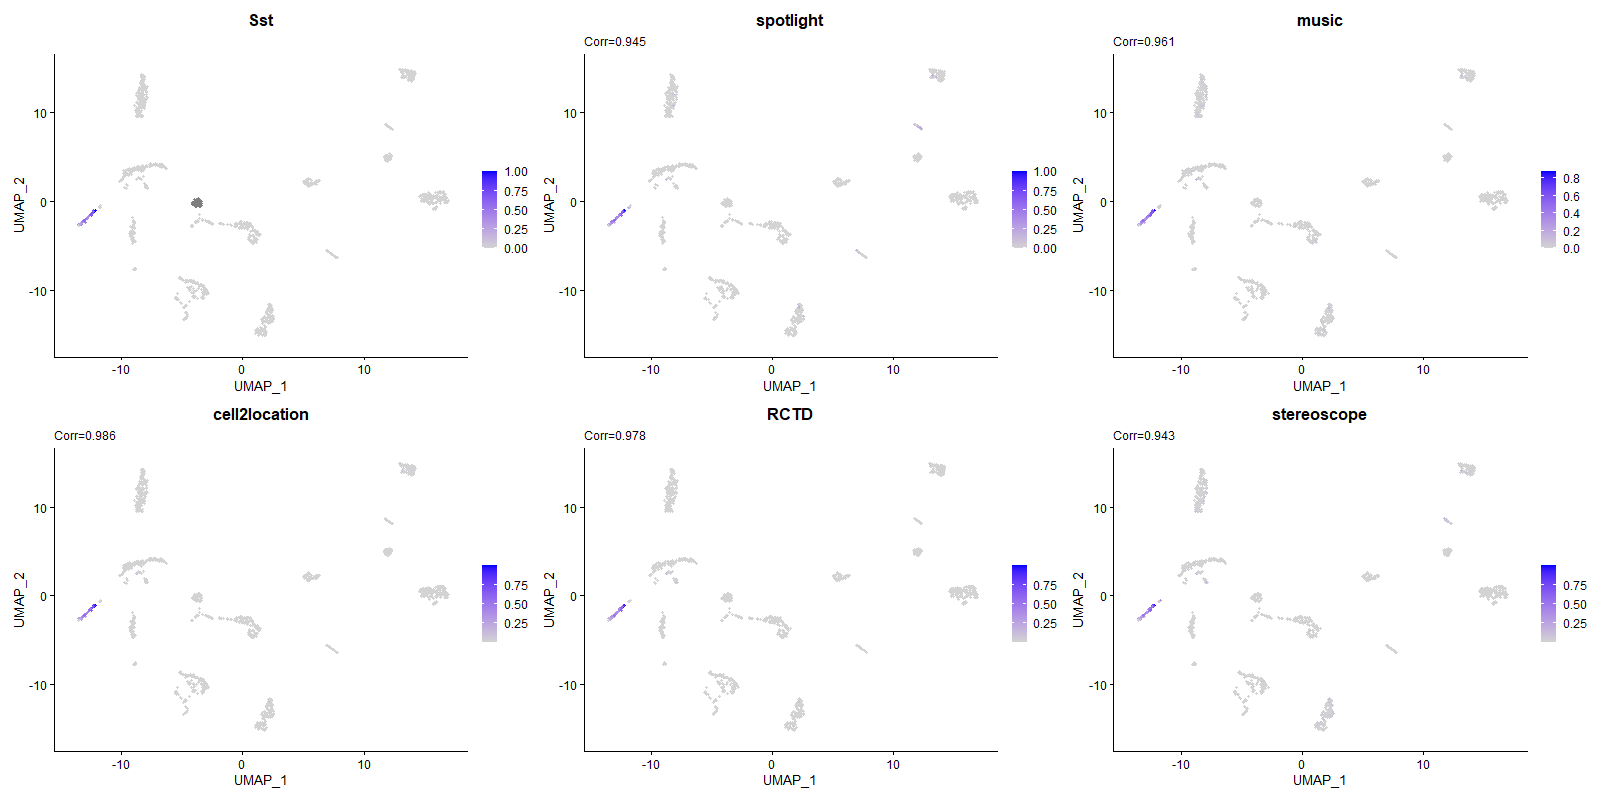 Sst
10
0
-10
UMAP_2
-10
0
10
UMAP_1
1.00
0.75
0.50
0.25
0.00
spotlight
Corr=0.945
10
0
-10
UMAP_2
-10
0
10
UMAP_1
1.00
0.75
0.50
0.25
0.00
music
Corr=0.961
10
0
-10
UMAP_2
-10
0
10
UMAP_1
0.8
0.6
0.4
0.2
0.0
cell2location
Corr=0.986
10
0
-10
UMAP_2
-10
0
10
UMAP_1
0.75
0.50
0.25
RCTD
Corr=0.978
10
0
-10
UMAP_2
-10
0
10
UMAP_1
0.75
0.50
0.25
stereoscope
Corr=0.943
10
0
-10
UMAP_2
-10
0
10
UMAP_1
0.75
0.50
0.25